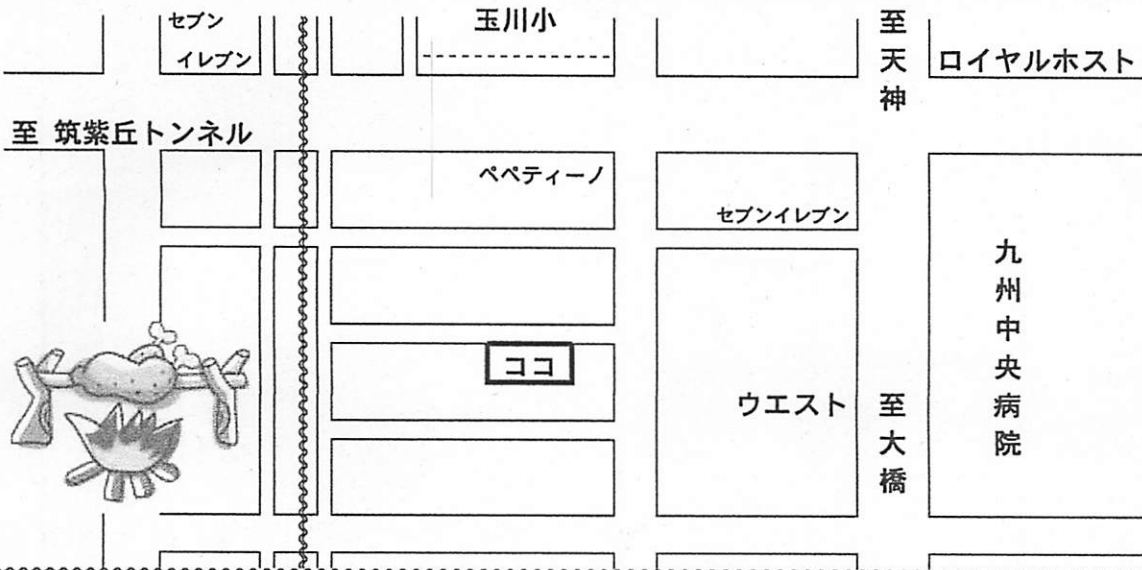 セブン
イレブン
玉川小
至天神
ロイヤルホスト
至 筑紫丘トンネル
ペペティーノ
セブンイレブン
九州中央病院
ココ
ウエスト
至大橋